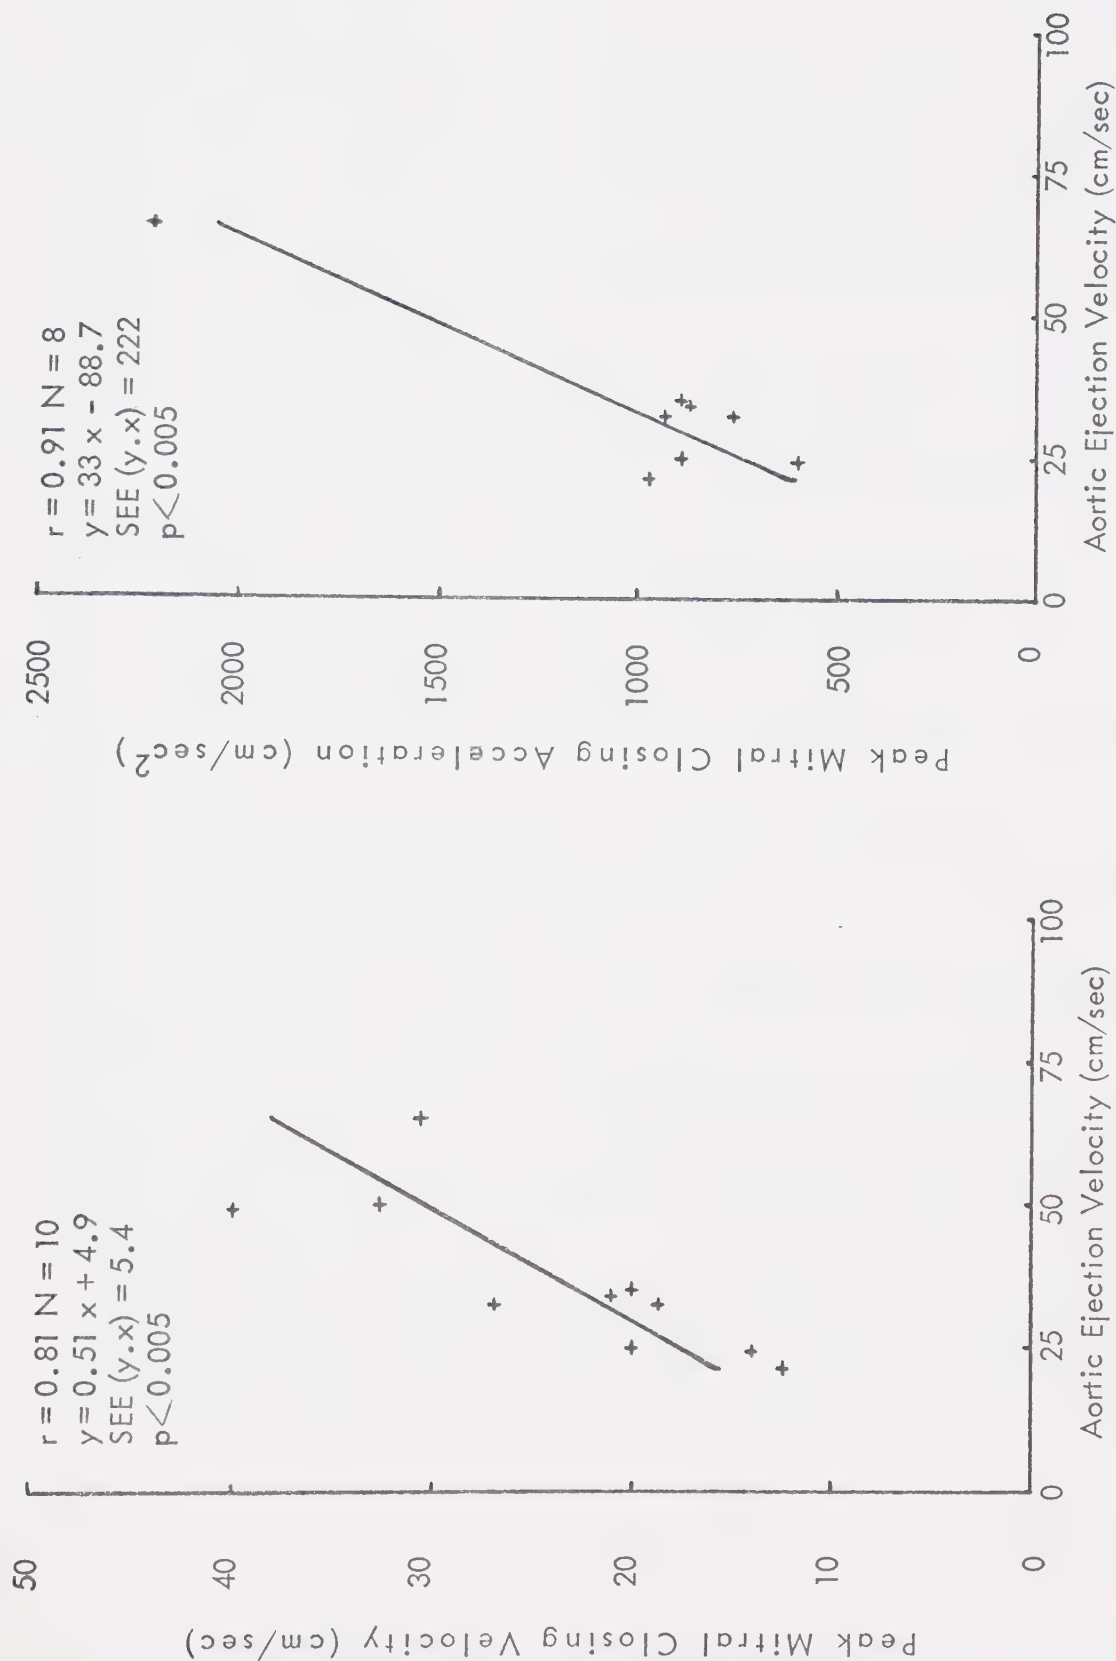 r = 0.81 N = 10
y = 0.51 x + 4.9
SEE (y.x) = 5.4
p<0.005
50
40
30
20
10
0
Peak Mitral Closing Velocity (cm/sec)
0
25
50
75
100
Aortic Ejection Velocity (cm/sec)
r = 0.91 N = 8
y = 33 x - 88.7
SEE (y.x) = 222
p<0.005
2500
2000
1500
1000
500
0
Peak Mitral Closing Acceleration (cm/sec²)
0
25
50
75
100
Aortic Ejection Velocity (cm/sec)